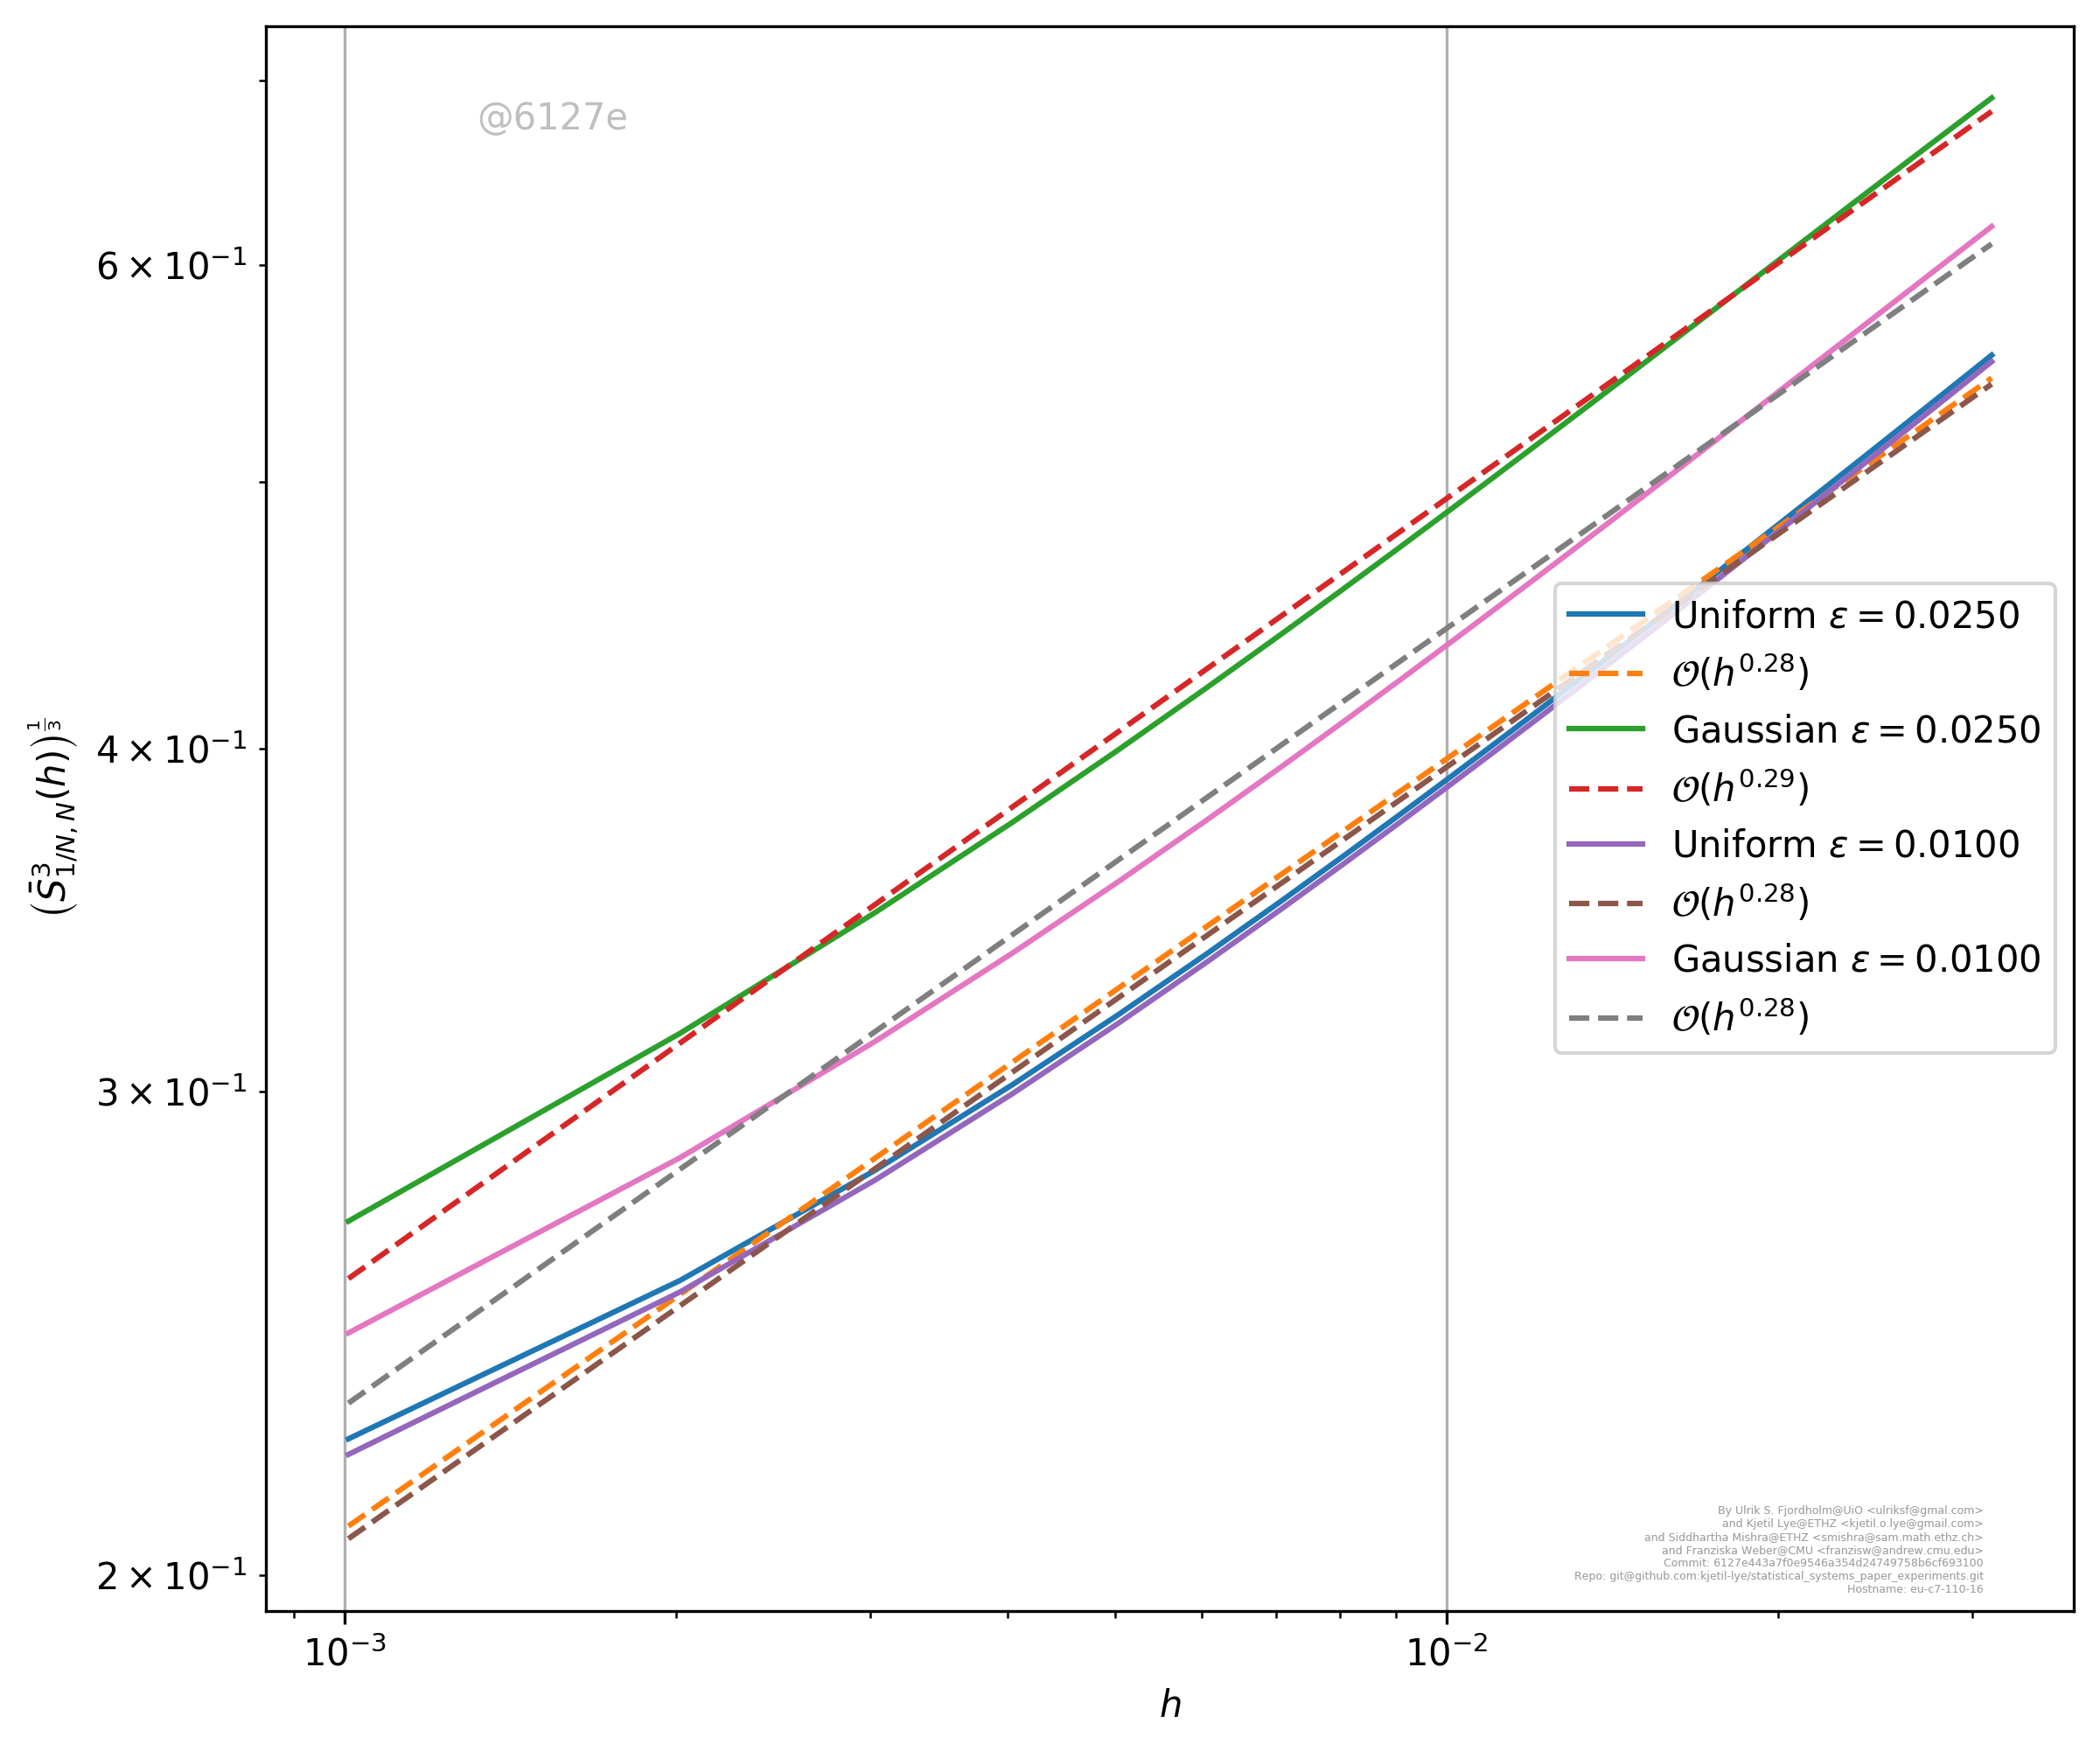 @6127e
6 × 10⁻¹
4 × 10⁻¹
3 × 10⁻¹
2 × 10⁻¹
(S̄³_{1/N, N}(h))^{1/3}
Uniform ε = 0.0250
𝒪(h^{0.28})
Gaussian ε = 0.0250
𝒪(h^{0.29})
Uniform ε = 0.0100
𝒪(h^{0.28})
Gaussian ε = 0.0100
𝒪(h^{0.28})
By Ulrik S. Fjordholm@UiO <ulriksf@gmal.com>
and Kjetil Lye@ETHZ <kjetil.o.lye@gmail.com>
and Siddhartha Mishra@ETHZ <smishra@sam.math.ethz.ch>
and Franziska Weber@CMU <franzisw@andrew.cmu.edu>
Commit: 6127e443a7f0e9546a354d24749758b6cf693100
Repo: git@github.com:kjetil-lye/statistical_systems_paper_experiments.git
Hostname: eu-c7-110-16
10⁻³
10⁻²
h